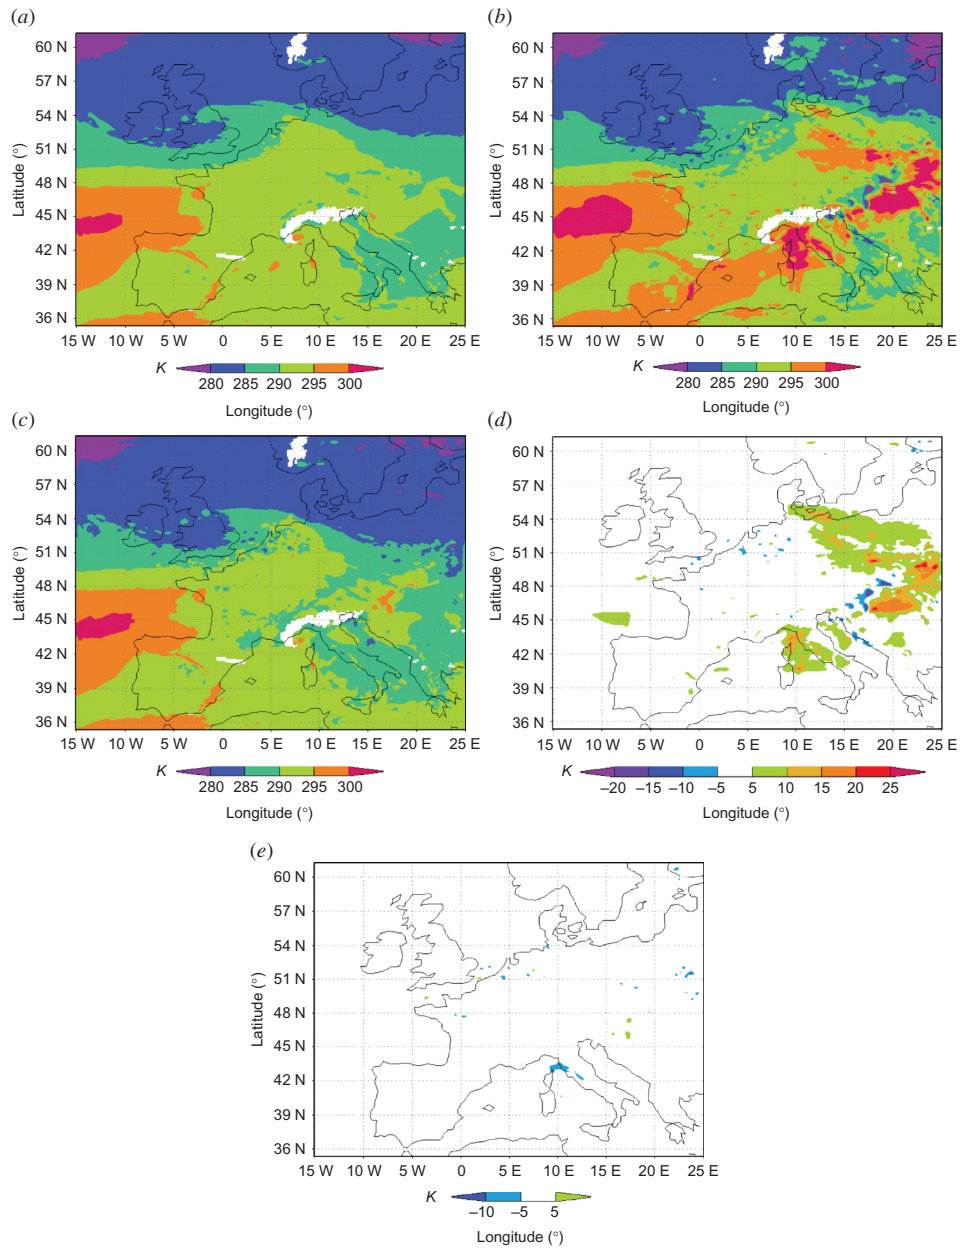 (a)
60 N
57 N
54 N
51 N
48 N
45 N
42 N
39 N
36 N
Latitude (°)
15 W 10 W 5 W 0 5 E 10 E 15 E 20 E 25 E
K
280 285 290 295 300
Longitude (°)
(b)
60 N
57 N
54 N
51 N
48 N
45 N
42 N
39 N
36 N
Latitude (°)
15 W 10 W 5 W 0 5 E 10 E 15 E 20 E 25 E
K
280 285 290 295 300
Longitude (°)
(c)
60 N
57 N
54 N
51 N
48 N
45 N
42 N
39 N
36 N
Latitude (°)
15 W 10 W 5 W 0 5 E 10 E 15 E 20 E 25 E
K
280 285 290 295 300
Longitude (°)
(d)
60 N
57 N
54 N
51 N
48 N
45 N
42 N
39 N
36 N
Latitude (°)
15 W 10 W 5 W 0 5 E 10 E 15 E 20 E 25 E
K
–20 –15 –10 –5 5 10 15 20 25
Longitude (°)
(e)
60 N
57 N
54 N
51 N
48 N
45 N
42 N
39 N
36 N
Latitude (°)
15 W 10 W 5 W 0 5 E 10 E 15 E 20 E 25 E
K
–10 –5 5
Longitude (°)